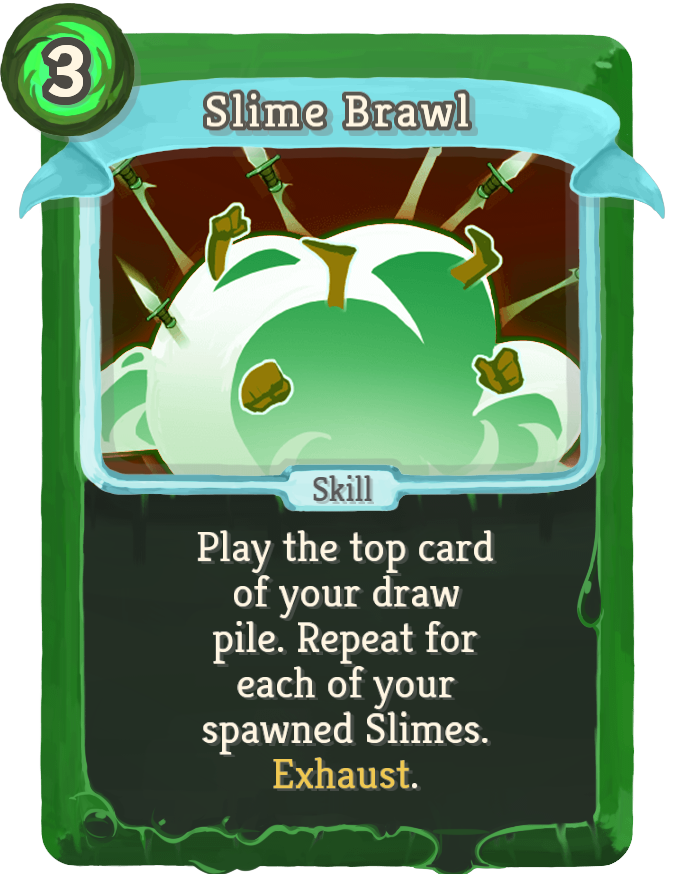 3
Slime Brawl
Skill
Play the top card
of your draw
pile. Repeat for
each of your
spawned Slimes.
Exhaust.